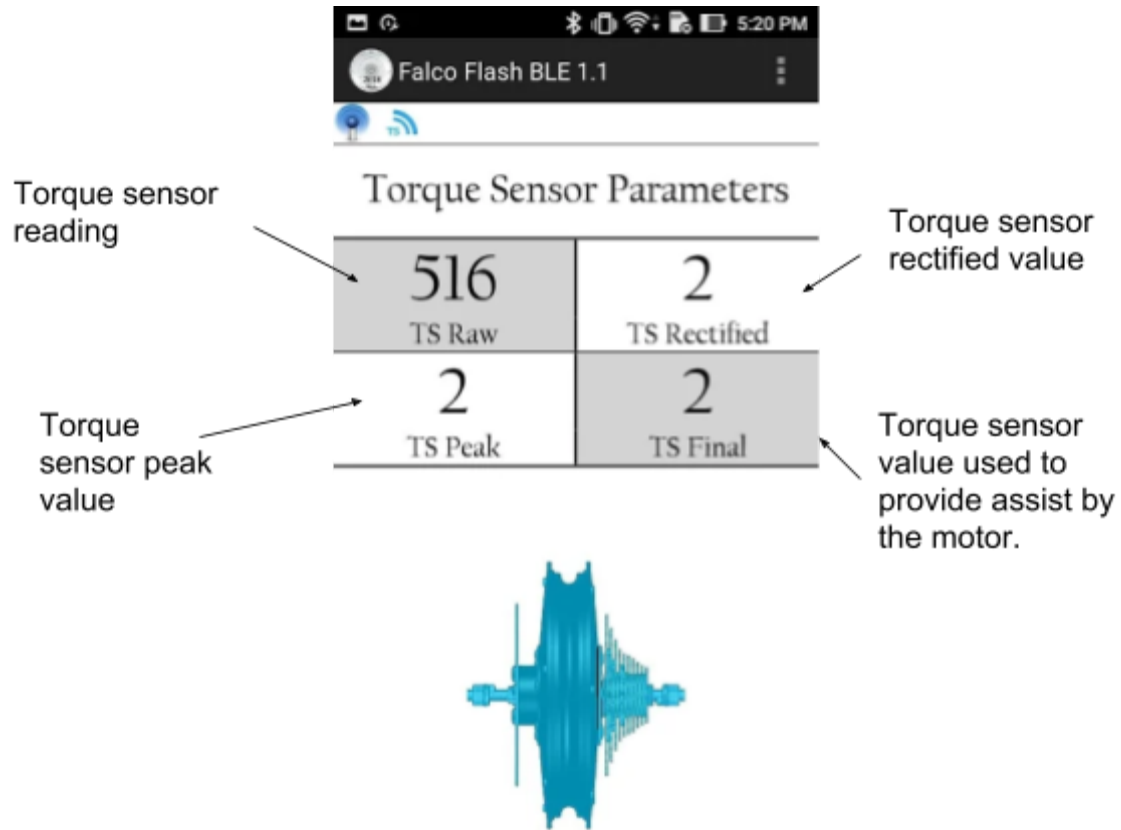 5:20 PM
Falco Flash BLE 1.1
TS
Torque Sensor Parameters
Torque sensor
reading
Torque sensor
rectified value
516
2
TS Raw
TS Rectified
2
2
TS Peak
TS Final
Torque
sensor peak
value
Torque sensor
value used to
provide assist by
the motor.